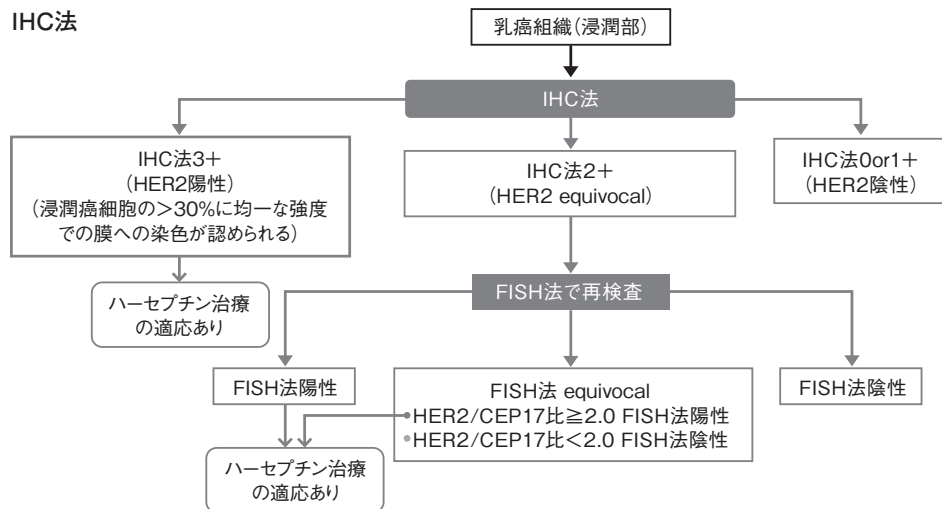 IHC法
乳癌組織(浸潤部)
IHC法
IHC法3+
(HER2陽性)
(浸潤癌細胞の>30%に均一な強度
での膜への染色が認められる)
IHC法2+
(HER2 equivocal)
IHC法0or1+
(HER2陰性)
ハーセプチン治療
の適応あり
FISH法で再検査
FISH法陽性
FISH法 equivocal
•HER2/CEP17比≧2.0 FISH法陽性
•HER2/CEP17比<2.0 FISH法陰性
FISH法陰性
ハーセプチン治療
の適応あり